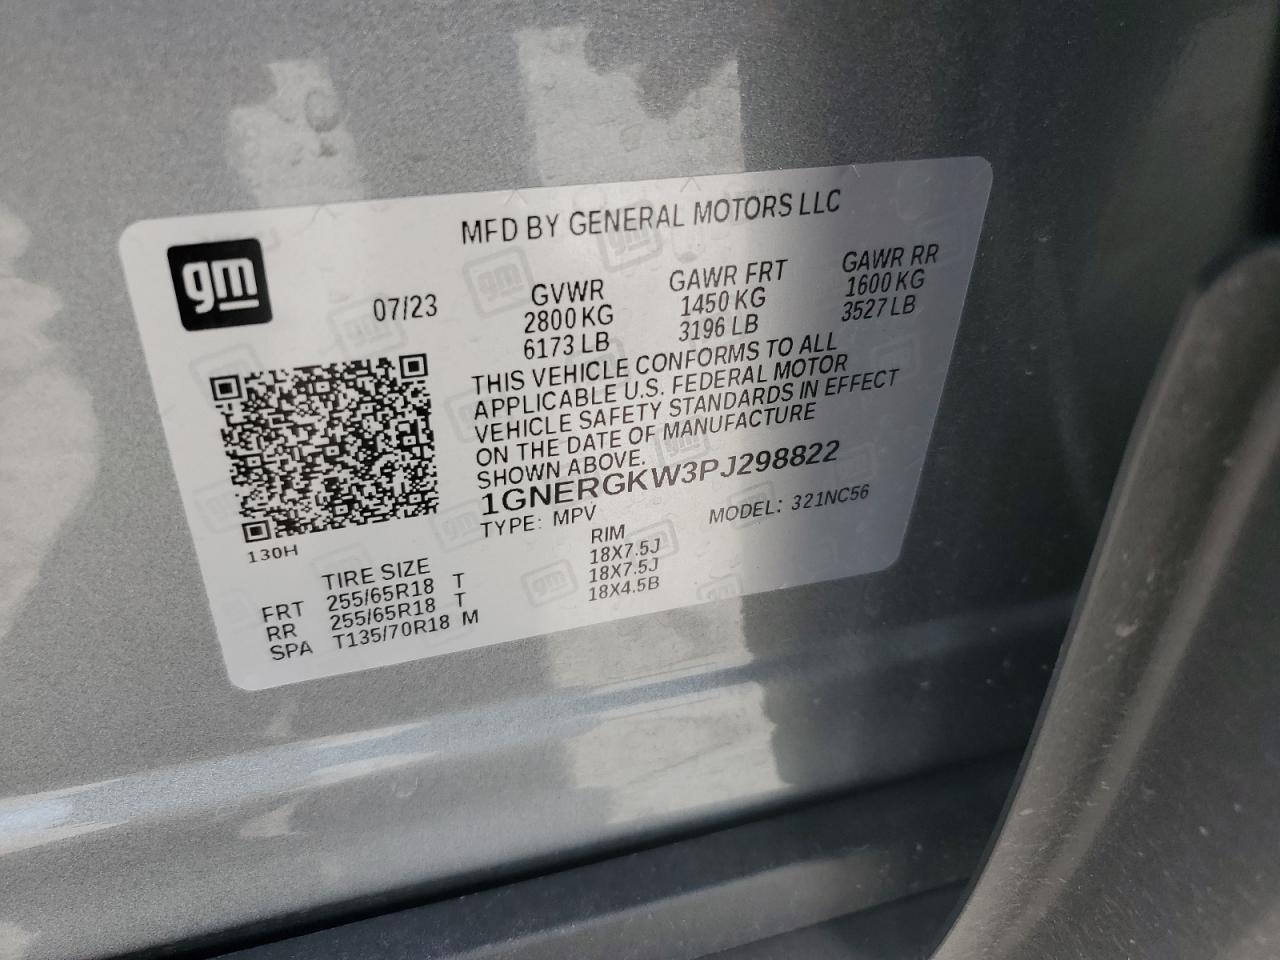 gm
MFD BY GENERAL MOTORS LLC
07/23
GVWR
2800 KG
6173 LB
GAWR FRT
1450 KG
3196 LB
GAWR RR
1600 KG
3527 LB
THIS VEHICLE CONFORMS TO ALL
APPLICABLE U.S. FEDERAL MOTOR
VEHICLE SAFETY STANDARDS IN EFFECT
ON THE DATE OF MANUFACTURE
SHOWN ABOVE.
1GNERGKW3PJ298822
TYPE: MPV MODEL: 321NC56
130H
TIRE SIZE RIM
FRT 255/65R18 T 18X7.5J
RR 255/65R18 T 18X7.5J
SPA T135/70R18 M 18X4.5B